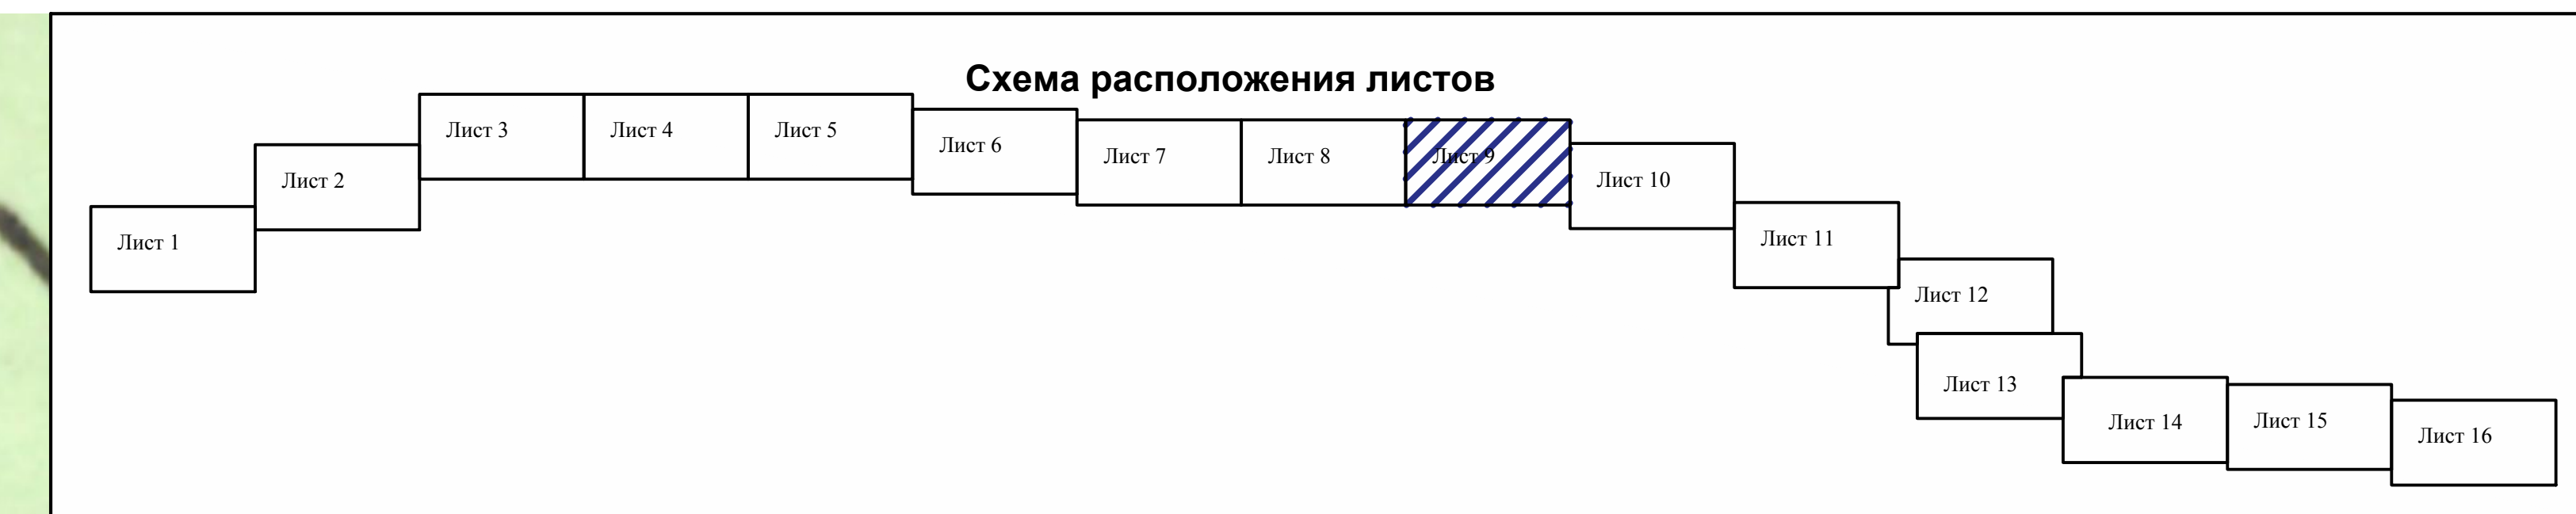 Схема расположения листов
Лист 1
Лист 2
Лист 3
Лист 4
Лист 5
Лист 6
Лист 7
Лист 8
Лист 9
Лист 10
Лист 11
Лист 12
Лист 13
Лист 14
Лист 15
Лист 16